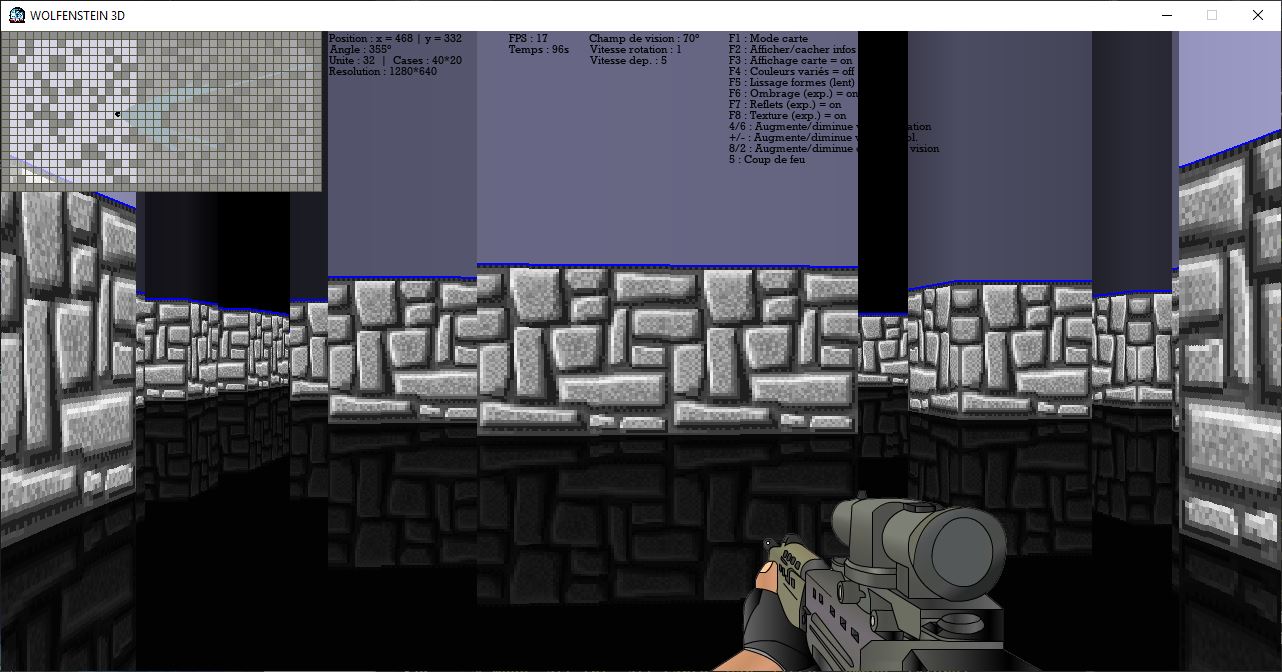 WOLFENSTEIN 3D
Position : x = 468 | y = 332
Angle : 355°
Unite : 32 | Cases : 40*20
Resolution : 1280*640
FPS : 17
Temps : 96s
Champ de vision : 70°
Vitesse rotation : 1
Vitesse dep. : 5
F1 : Mode carte
F2 : Afficher/cacher infos
F3 : Affichage carte = on
F4 : Couleurs variés = off
F5 : Lissage formes (lent)
F6 : Ombrage (exp.) = on
F7 : Reflets (exp.) = on
F8 : Texture (exp.) = on
4/6 : Augmente/diminue
+/- : Augmente/diminue
8/2 : Augmente/diminue vision
5 : Coup de feu